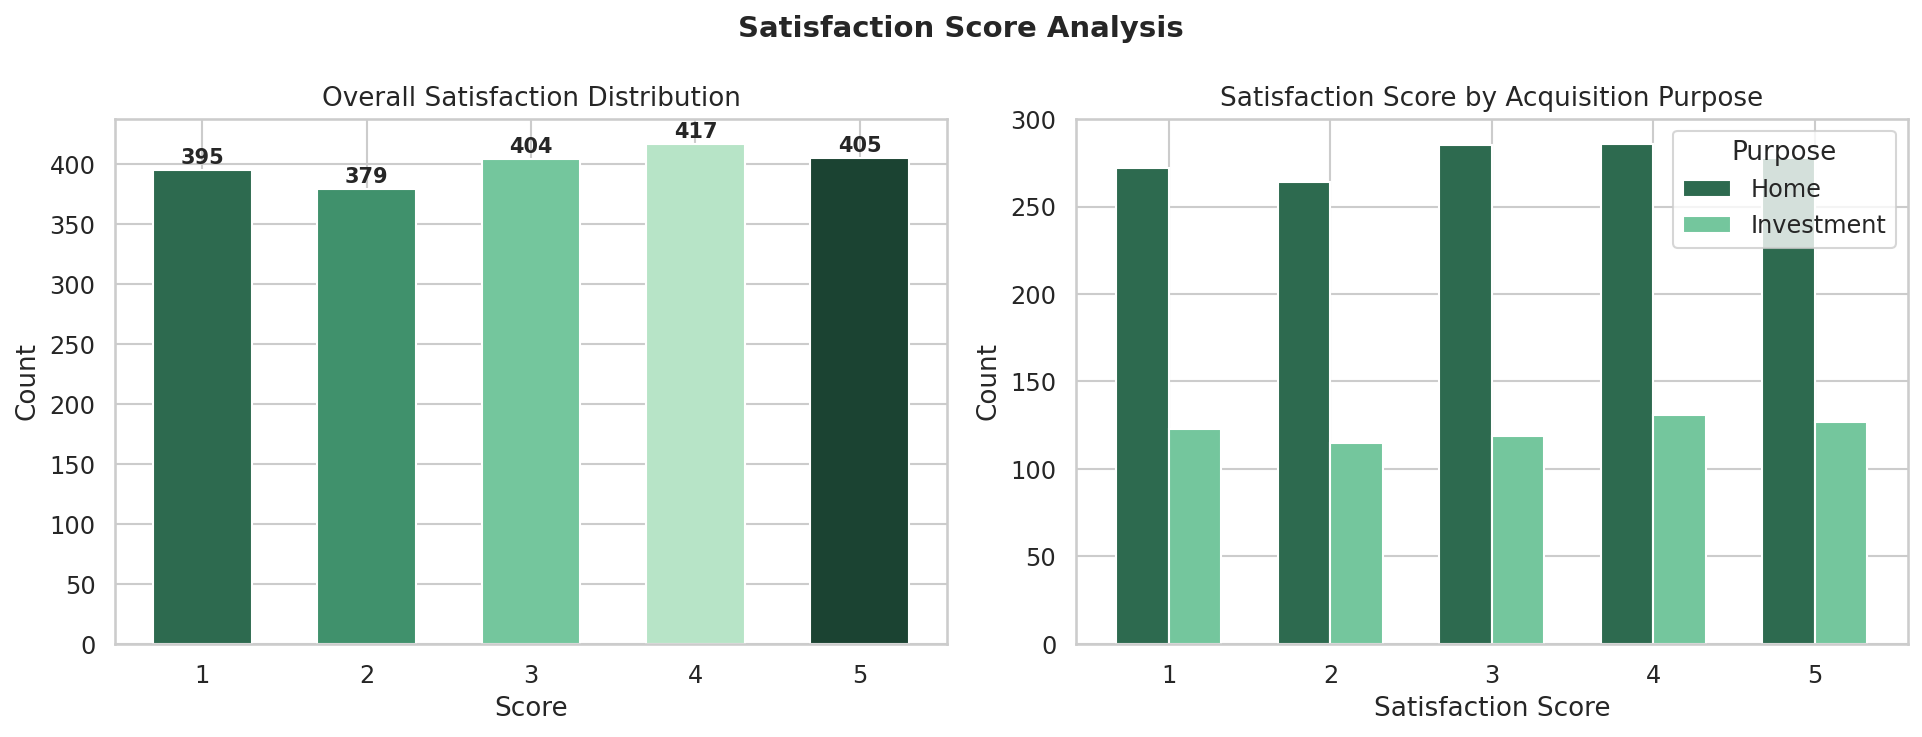 Satisfaction Score Analysis
Overall Satisfaction Distribution
395
379
404
417
405
400
350
300
250
200
150
100
50
0
Count
1 2 3 4 5
Score
Satisfaction Score by Acquisition Purpose
Purpose
Home
Investment
300
250
200
150
100
50
0
Count
1 2 3 4 5
Satisfaction Score